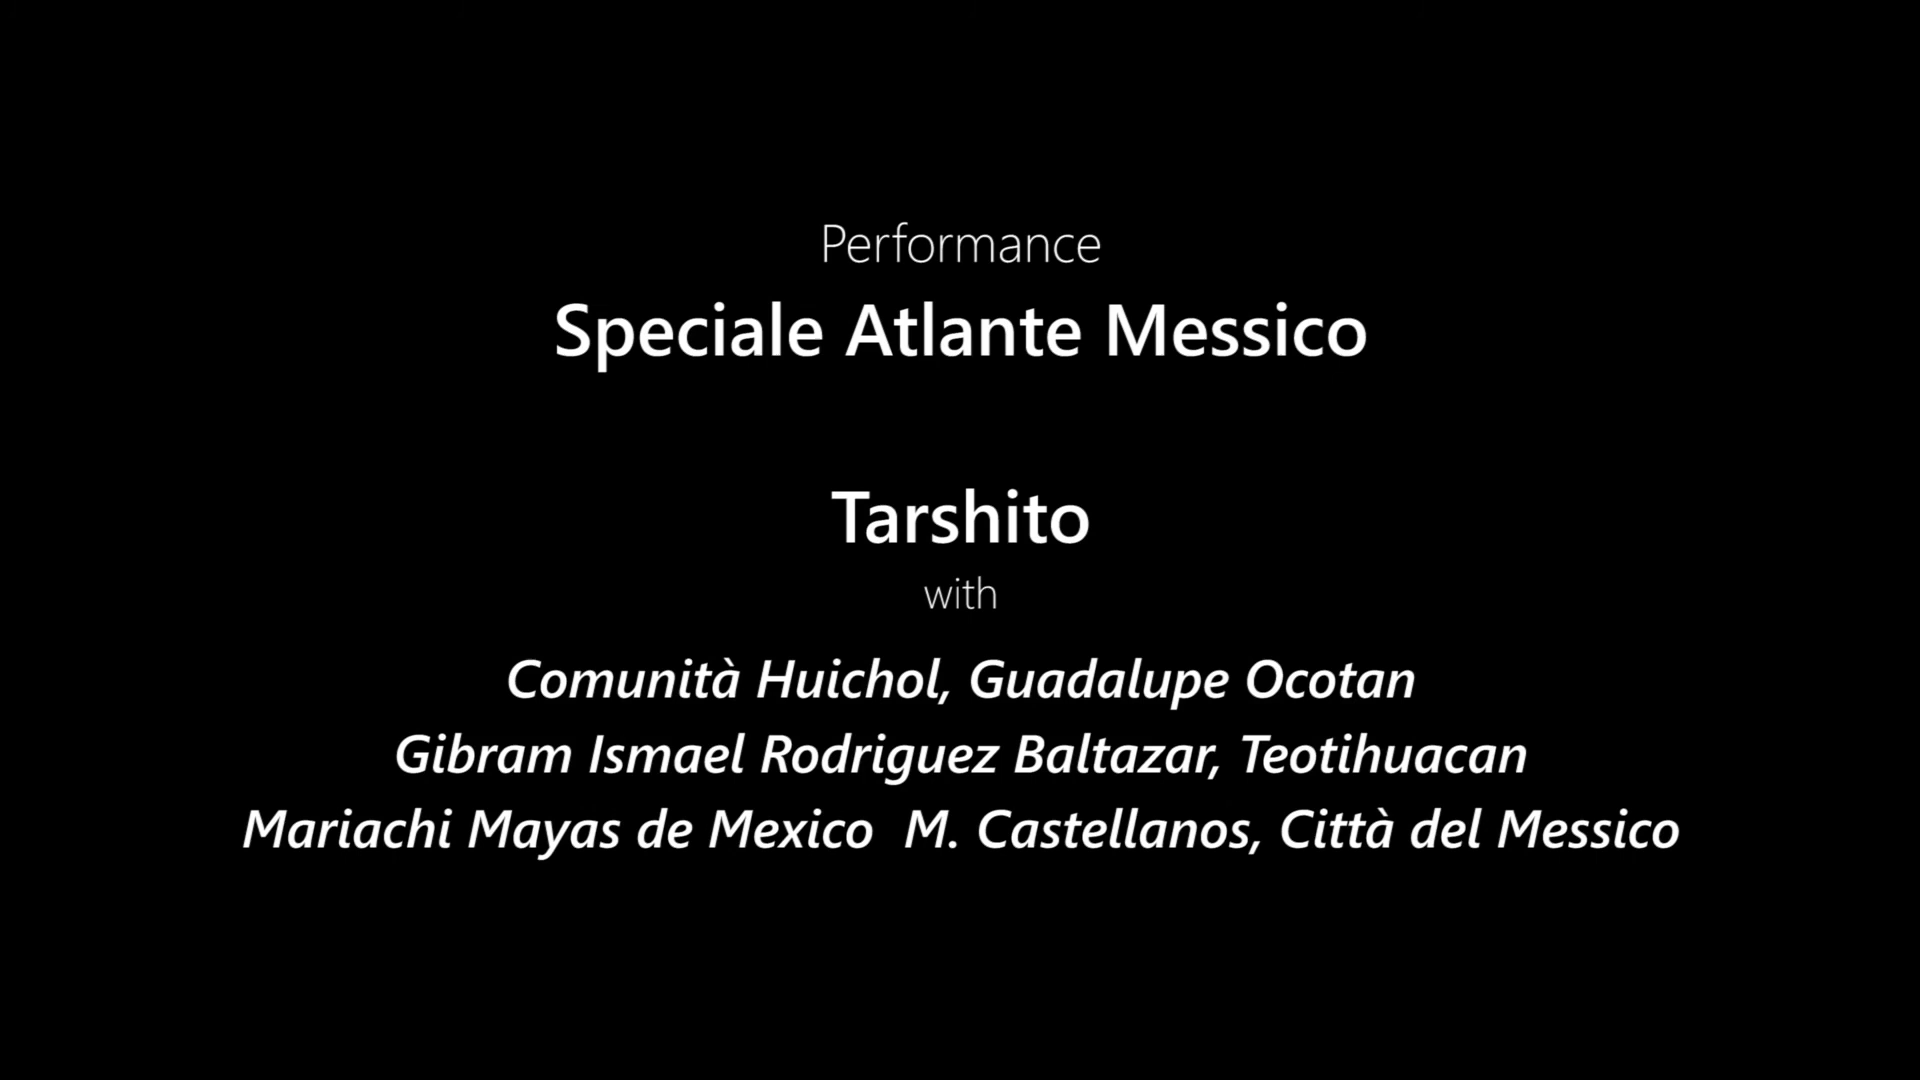 Performance
Speciale Atlante Messico
Tarshito
with
Comunità Huichol, Guadalupe Ocotan
Gibram Ismael Rodriguez Baltazar, Teotihuacan
Mariachi Mayas de Mexico  M. Castellanos, Città del Messico